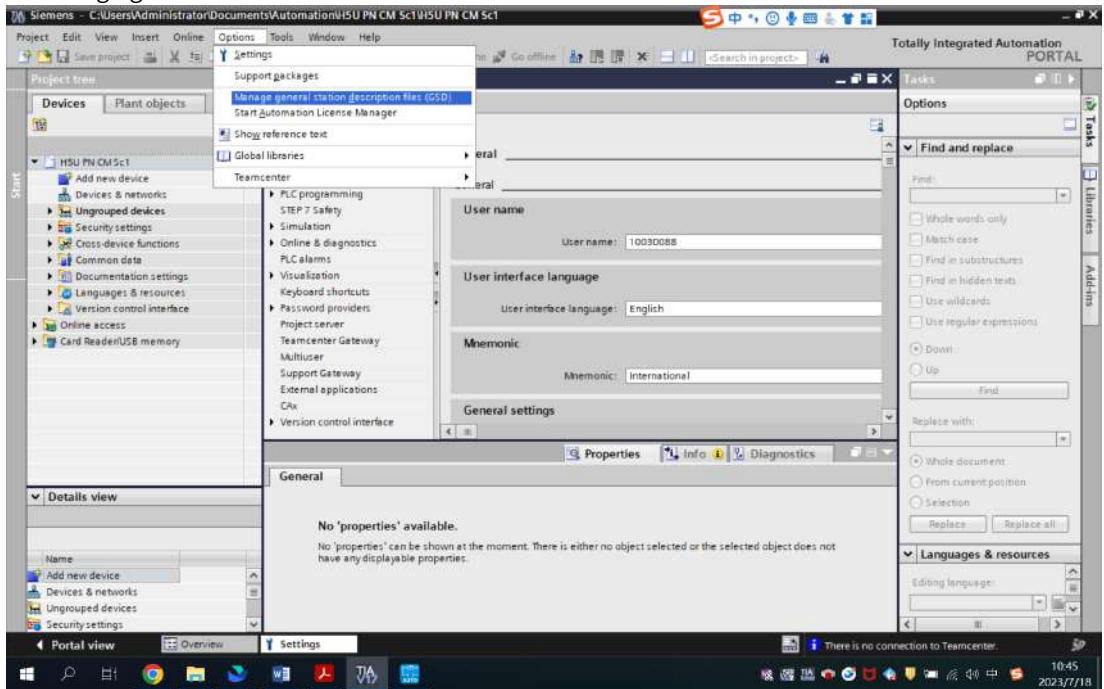 Siemens - C:\Users\Administrator\Documents\Automation\H5U PN CM Sc1\H5U PN CM Sc1
Project Edit View Insert Online Options Tools Window Help
Totally Integrated Automation
PORTAL
Save project
Go offline
<Search in project>
Settings
Support packages
Manage general station description files (GSD)
Start Automation License Manager
Show reference text
Global libraries
Teamcenter
Project tree
Devices
Plant objects
Start
H5U PN CM Sc1
Add new device
Devices & networks
Ungrouped devices
Security settings
Cross-device functions
Common data
Documentation settings
Languages & resources
Version control interface
Online access
Card Reader/USB memory
PLC programming
STEP 7 Safety
Simulation
Online & diagnostics
PLC alarms
Visualization
Keyboard shortcuts
Password providers
Project server
Teamcenter Gateway
Multiuser
Support Gateway
External applications
CAx
Version control interface
eral
eral
User name
User name: 10030088
User interface language
User interface language: English
Mnemonic
Mnemonic: International
General settings
Properties
Info
Diagnostics
General
No 'properties' available.
No 'properties' can be shown at the moment. There is either no object selected or the selected object does not
have any displayable properties.
Details view
Name
Add new device
Devices & networks
Ungrouped devices
Security settings
Tasks
Options
Find and replace
Find:
Whole words only
Match case
Find in substructures
Find in hidden texts
Use wildcards
Use regular expressions
Down
Up
Find
Replace with:
Whole document
From current position
Selection
Replace
Replace all
Languages & resources
Editing language:
Tasks
Libraries
Add-ins
Portal view
Overview
Settings
There is no connection to Teamcenter.
中
10:45
2023/7/18